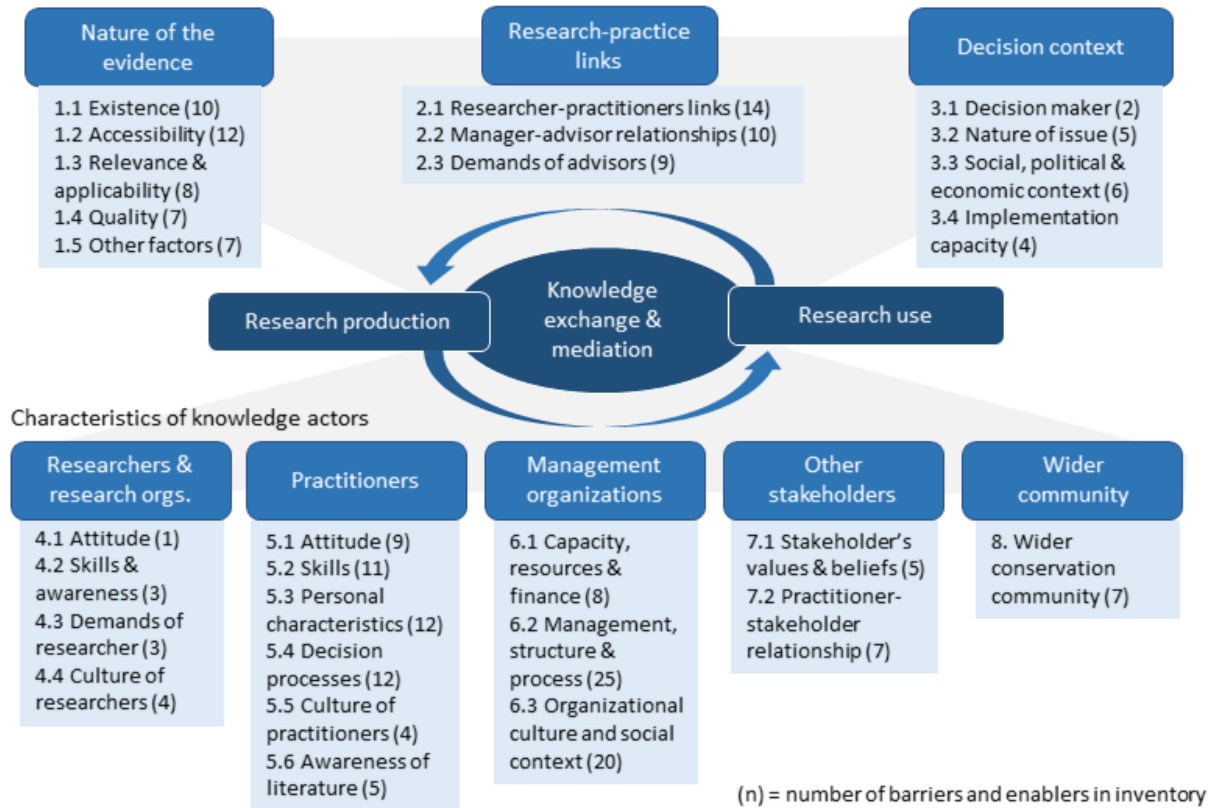 Nature of the
evidence
1.1 Existence (10)
1.2 Accessibility (12)
1.3 Relevance &
applicability (8)
1.4 Quality (7)
1.5 Other factors (7)
Research-practice
links
2.1 Researcher-practitioners links (14)
2.2 Manager-advisor relationships (10)
2.3 Demands of advisors (9)
Decision context
3.1 Decision maker (2)
3.2 Nature of issue (5)
3.3 Social, political &
economic context (6)
3.4 Implementation
capacity (4)
Research production
Knowledge
exchange &
mediation
Research use
Characteristics of knowledge actors
Researchers &
research orgs.
4.1 Attitude (1)
4.2 Skills &
awareness (3)
4.3 Demands of
researcher (3)
4.4 Culture of
researchers (4)
Practitioners
5.1 Attitude (9)
5.2 Skills (11)
5.3 Personal
characteristics (12)
5.4 Decision
processes (12)
5.5 Culture of
practitioners (4)
5.6 Awareness of
literature (5)
Management
organizations
6.1 Capacity,
resources &
finance (8)
6.2 Management,
structure &
process (25)
6.3 Organizational
culture and social
context (20)
Other
stakeholders
7.1 Stakeholder's
values & beliefs (5)
7.2 Practitioner-
stakeholder
relationship (7)
Wider
community
8. Wider
conservation
community (7)
(n) = number of barriers and enablers in inventory